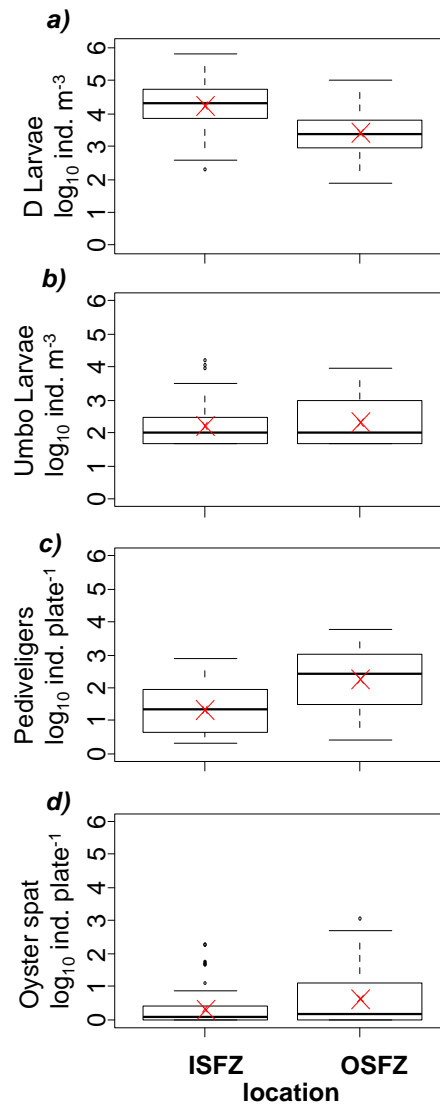 a)
D Larvae
log₁₀ ind. m⁻³
0 1 2 3 4 5 6
b)
Umbo Larvae
log₁₀ ind. m⁻³
0 1 2 3 4 5 6
c)
Pediveligers
log₁₀ ind. plate⁻¹
0 1 2 3 4 5 6
d)
Oyster spat
log₁₀ ind. plate⁻¹
0 1 2 3 4 5 6
ISFZ OSFZ
location